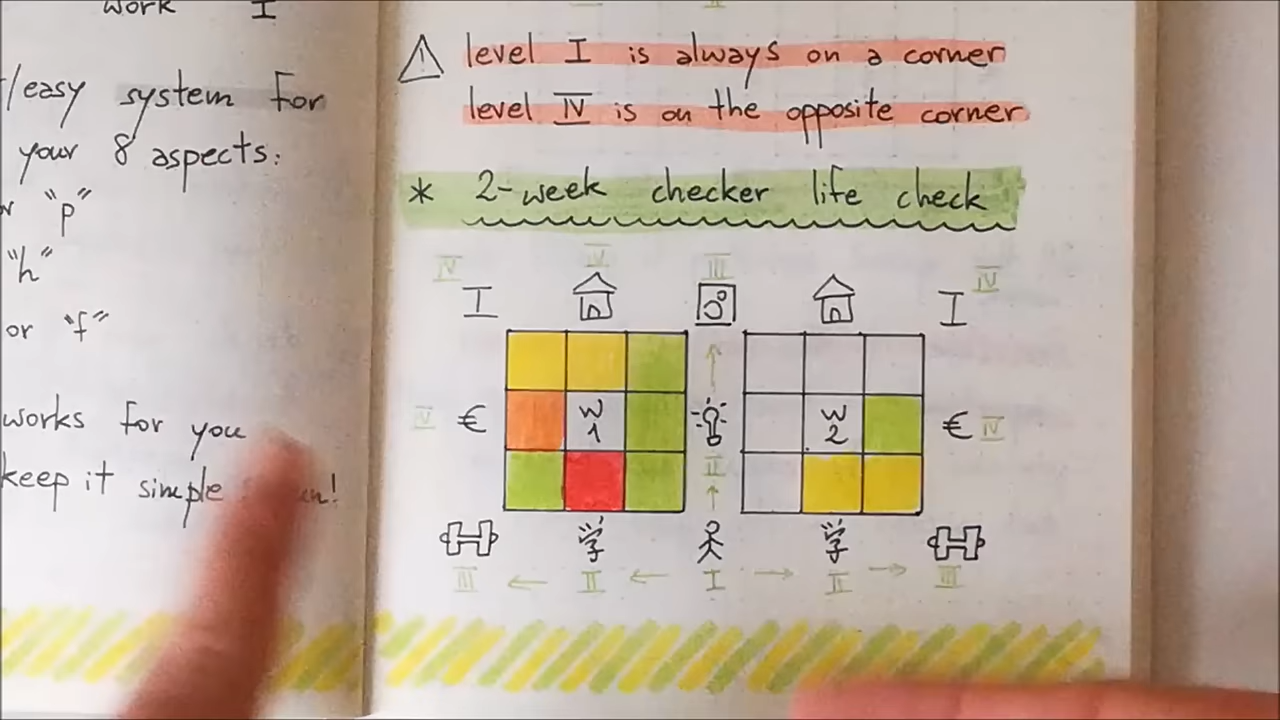 work I
/easy system for
your 8 aspects:
"p"
"h"
or "f"
works for you
keep it simple
level I is always on a corner
level IV is on the opposite corner
* 2-week checker life check
IV IV III IV
I I
W 1 W 2
IV € II € IV
学 学
III ← II ← I → II → III